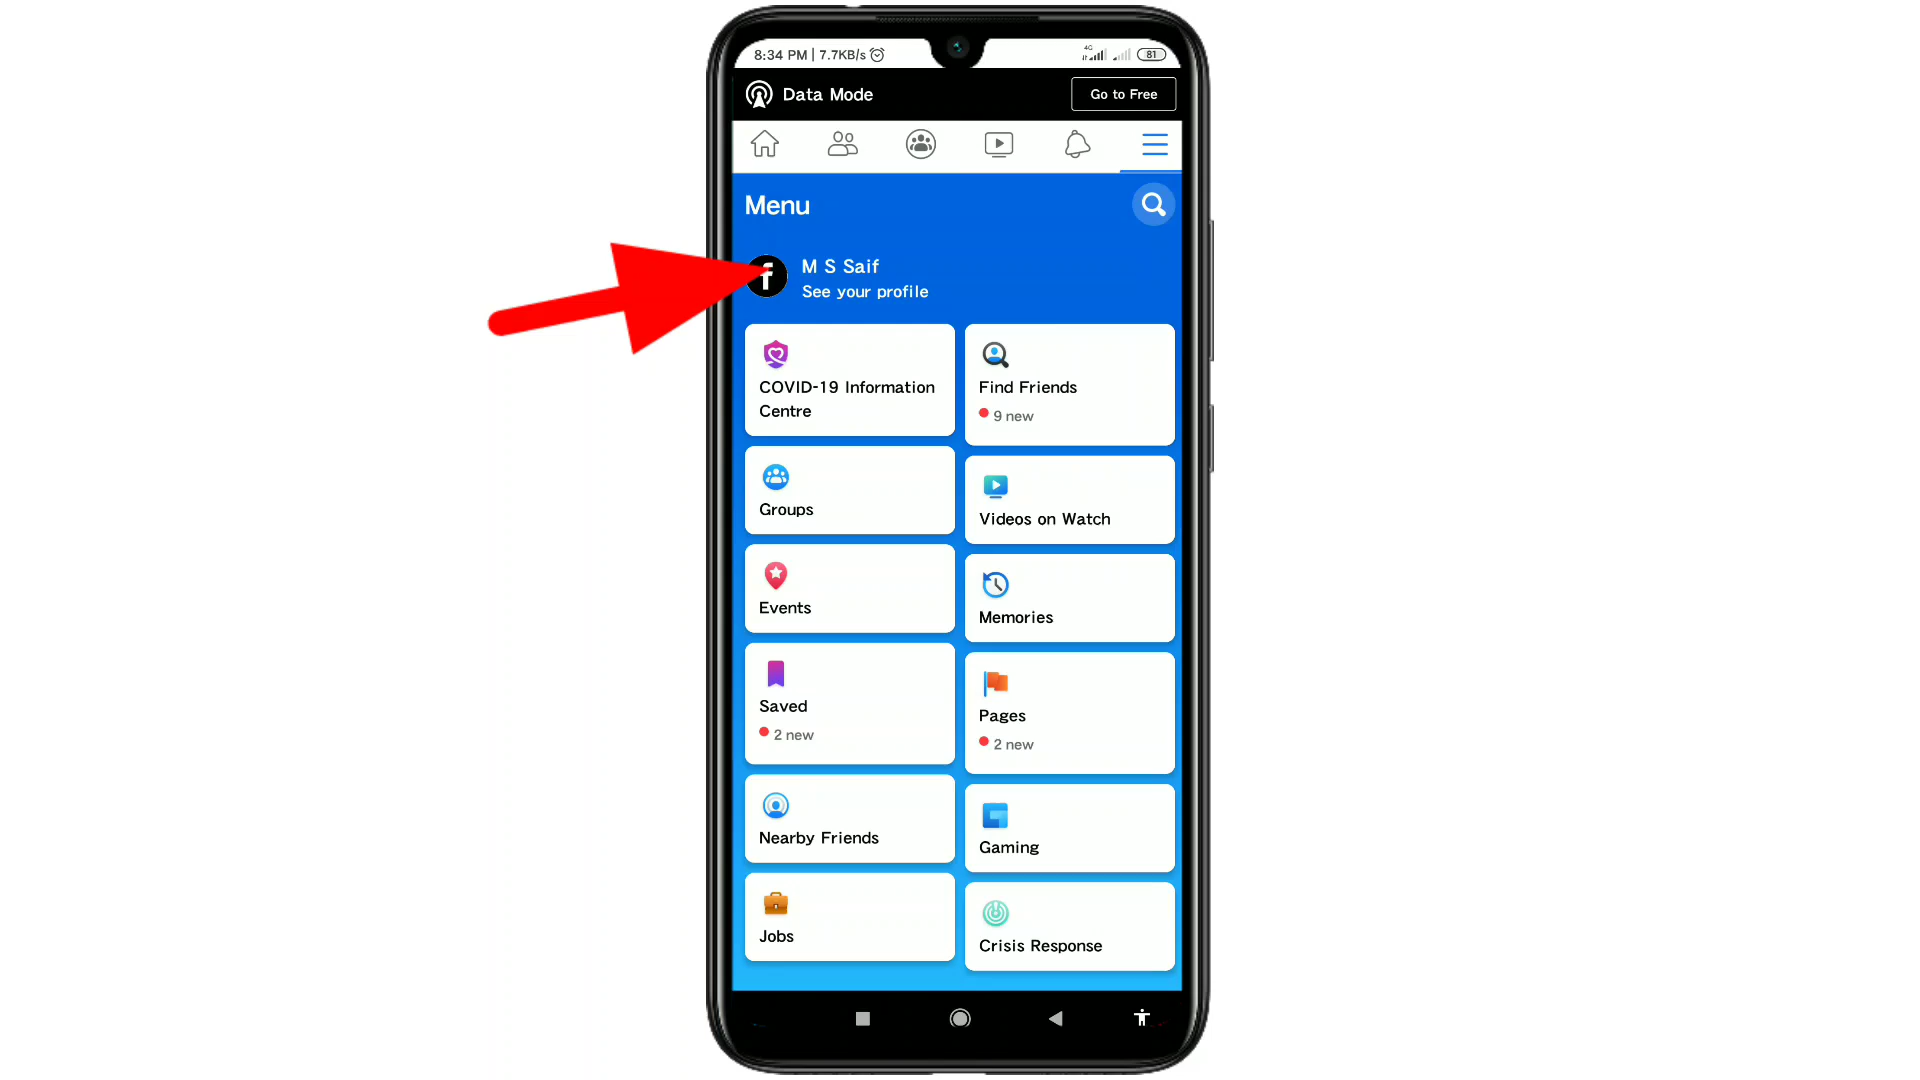 8:34 PM | 7.7KB/s
4G
81
Data Mode
Go to Free
Menu
M S Saif
See your profile
COVID-19 Information
Centre
Find Friends
9 new
Groups
Videos on Watch
Events
Memories
Saved
2 new
Pages
2 new
Nearby Friends
Gaming
Jobs
Crisis Response